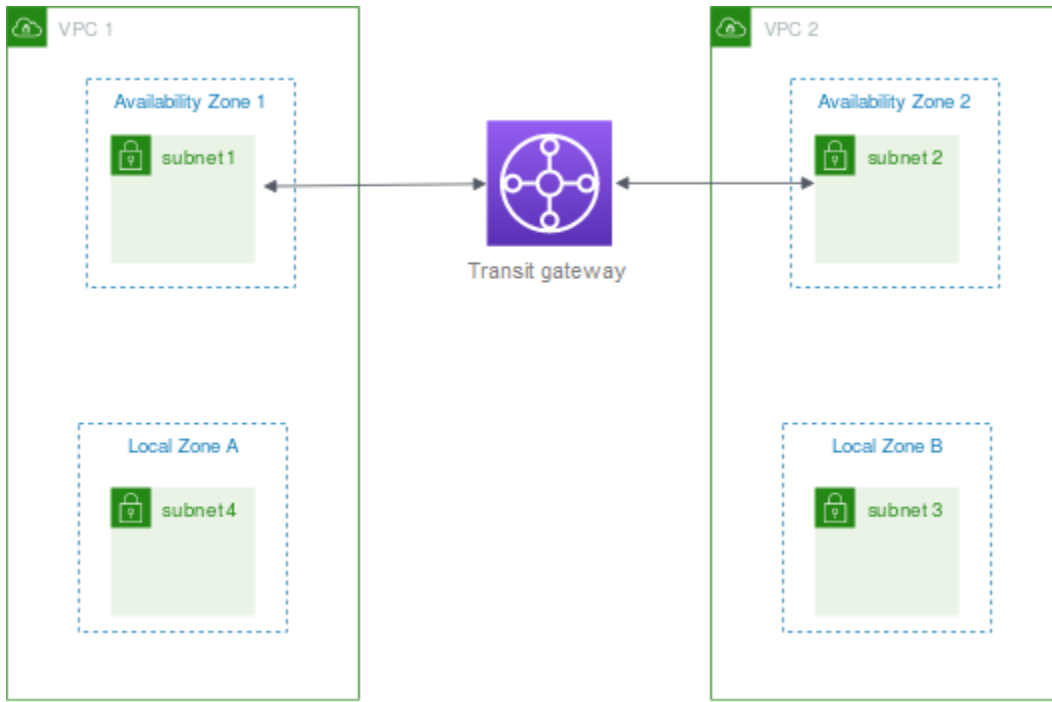 VPC 1
VPC 2
Availability Zone 1
Availability Zone 2
subnet 1
subnet 2
Transit gateway
Local Zone A
Local Zone B
subnet 4
subnet 3